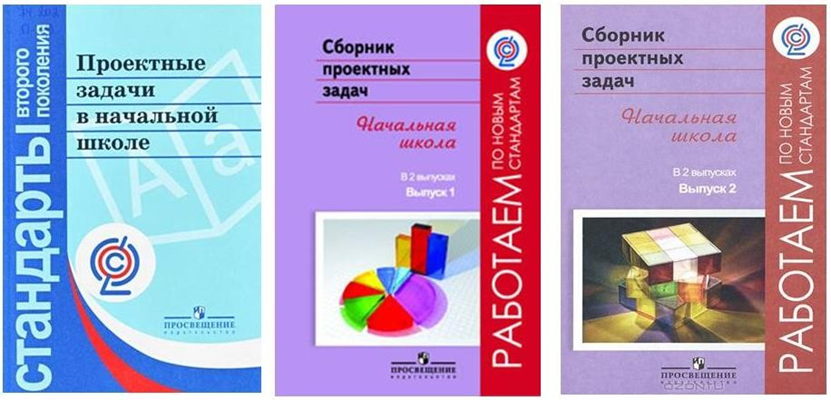 стандарты
второго
поколения
Проектные
задачи
в начальной
школе
Аа
ПРОСВЕЩЕНИЕ
ИЗДАТЕЛЬСТВО
Сборник
проектных
задач
Начальная
школа
В 2 выпусках
Выпуск 1
ПРОСВЕЩЕНИЕ
ИЗДАТЕЛЬСТВО
РАБОТАЕМ
ПО НОВЫМ
СТАНДАРТАМ
Сборник
проектных
задач
Начальная
школа
В 2 выпусках
Выпуск 2
ПРОСВЕЩЕНИЕ
ИЗДАТЕЛЬСТВО
РАБОТАЕМ
ПО НОВЫМ
СТАНДАРТАМ